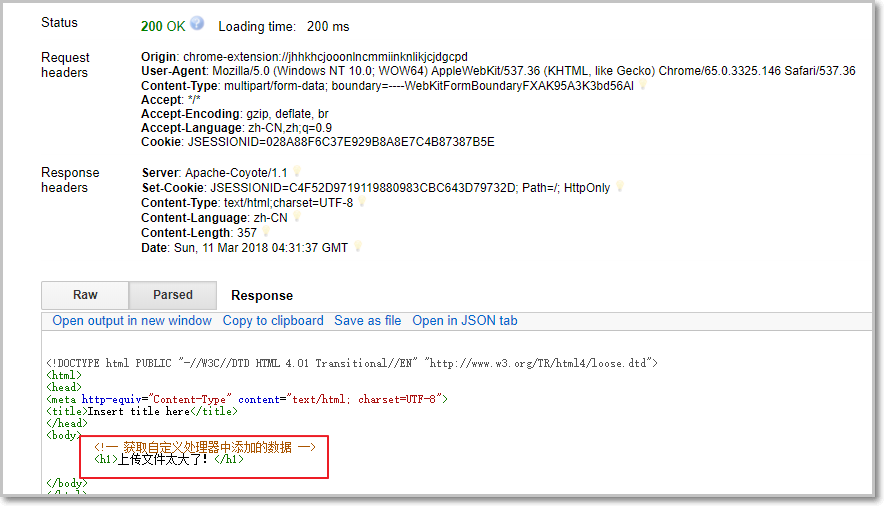 Status
200 OK Loading time: 200 ms
Request headers
Origin: chrome-extension://jhhkhcjooonlncmmiinknlikjcjdgcpd
User-Agent: Mozilla/5.0 (Windows NT 10.0; WOW64) AppleWebKit/537.36 (KHTML, like Gecko) Chrome/65.0.3325.146 Safari/537.36
Content-Type: multipart/form-data; boundary=----WebKitFormBoundaryFXAK95A3K3bd56Al
Accept: */*
Accept-Encoding: gzip, deflate, br
Accept-Language: zh-CN,zh;q=0.9
Cookie: JSESSIONID=028A88F6C37E929B8A8E7C4B87387B5E
Response headers
Server: Apache-Coyote/1.1
Set-Cookie: JSESSIONID=C4F52D9719119880983CBC643D79732D; Path=/; HttpOnly
Content-Type: text/html;charset=UTF-8
Content-Language: zh-CN
Content-Length: 357
Date: Sun, 11 Mar 2018 04:31:37 GMT
Raw Parsed Response
Open output in new window Copy to clipboard Save as file Open in JSON tab
<!DOCTYPE html PUBLIC "-//W3C//DTD HTML 4.01 Transitional//EN" "http://www.w3.org/TR/html4/loose.dtd">
<html>
<head>
<meta http-equiv="Content-Type" content="text/html; charset=UTF-8">
<title>Insert title here</title>
</head>
<body>
<!-- 获取自定义处理器中添加的数据 -->
<h1>上传文件太大了！</h1>
</body>